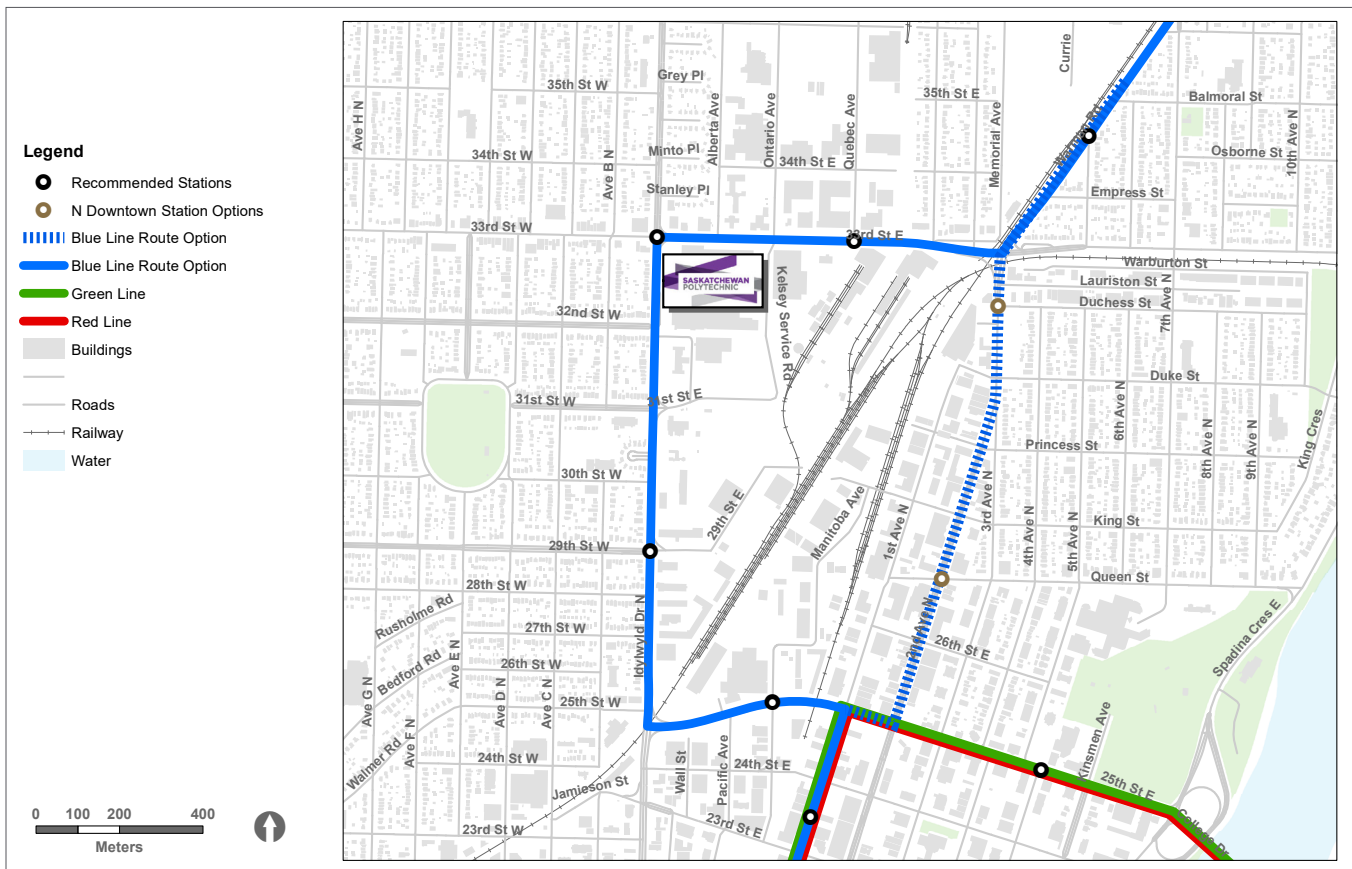 Legend
Recommended Stations
N Downtown Station Options
Blue Line Route Option
Blue Line Route Option
Green Line
Red Line
Buildings
Roads
Railway
Water
0 100 200 400
Meters
Currie
Grey Pl
35th St W
35th St E
Balmoral St
Ave H N
Alberta Ave
Ontario Ave
Quebec Ave
Memorial Ave
Warman Rd
10th Ave N
34th St W
Minto Pl
34th St E
Osborne St
Ave B N
Stanley Pl
Empress St
33rd St W
33rd St E
SASKATCHEWAN
POLYTECHNIC
Kelsey Service Rd
Warburton St
Lauriston St
Duchess St
7th Ave N
32nd St W
31st St W
31st St E
Duke St
6th Ave N
8th Ave N
9th Ave N
King Cres
Princess St
30th St W
29th St E
Manitoba Ave
1st Ave N
3rd Ave N
4th Ave N
5th Ave N
King St
29th St W
28th St W
Queen St
Rusholme Rd
27th St W
Idylwyld Dr N
2nd Ave N
26th St E
Spadina Cres E
Bedford Rd
Ave E N
26th St W
Ave G N
Ave D N
Ave C N
25th St W
Walmer Rd
Ave F N
24th St W
Wall St
Pacific Ave
24th St E
Kinsmen Ave
25th St E
Jamieson St
23rd St W
23rd St E
College Dr